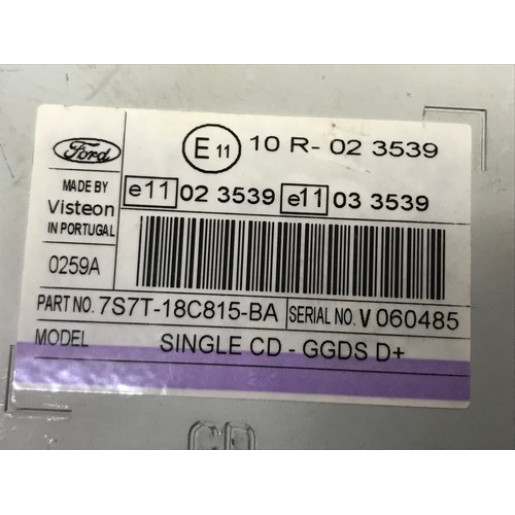 Ford
E 11 10 R- 02 3539
MADE BY
Visteon
IN PORTUGAL
e11 02 3539 e11 03 3539
0259A
PART NO. 7S7T-18C815-BA SERIAL NO. V 060485
MODEL SINGLE CD - GGDS D+